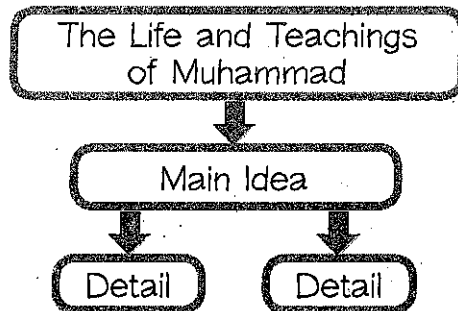 The Life and Teachings
of Muhammad
Main Idea
Detail Detail